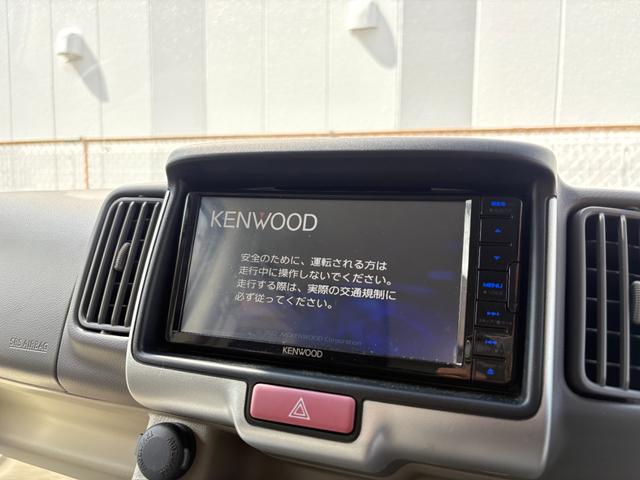 KENWOOD
安全のために、運転される方は
走行中に操作しないでください。
走行する際は、実際の交通規制に
必ず従ってください。
JVCKENWOOD Corporation
KENWOOD
MENU
SRS AIRBAG